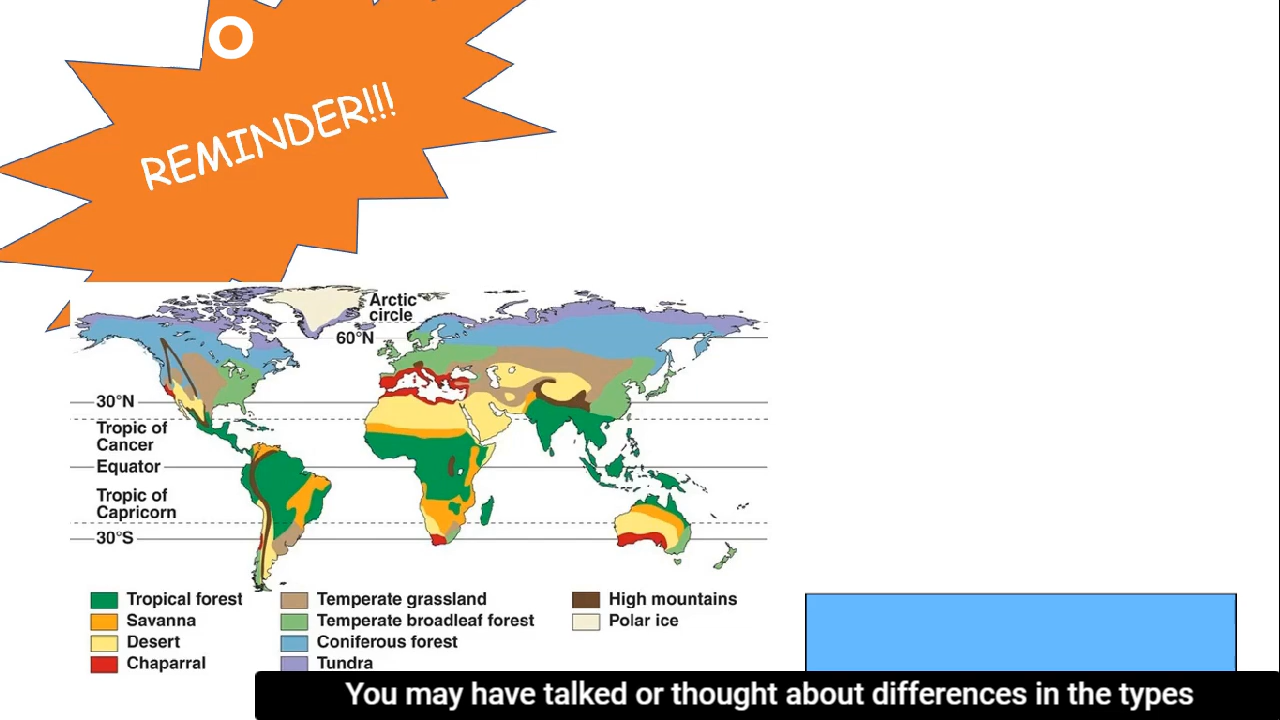 O
REMINDER!!!
Arctic
circle
60°N
30°N
Tropic of
Cancer
Equator
Tropic of
Capricorn
30°S
Tropical forest
Savanna
Desert
Chaparral
Temperate grassland
Temperate broadleaf forest
Coniferous forest
Tundra
High mountains
Polar ice
You may have talked or thought about differences in the types